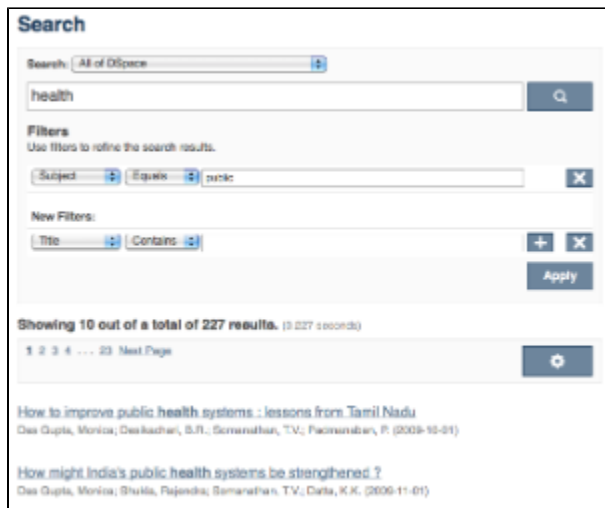 Search
Search: All of DSpace
health
Filters
Use filters to refine the search results.
Subject Equals public
New Filters:
Title Contains
Apply
Showing 10 out of a total of 227 results. (0.227 seconds)
1 2 3 4 ... 23 Next Page
How to improve public health systems : lessons from Tamil Nadu
Das Gupta, Monica; Desikachari, B.R.; Somanathan, T.V.; Padmanaban, P. (2009-10-01)
How might India's public health systems be strengthened ?
Das Gupta, Monica; Shukla, Rajendra; Somanathan, T.V.; Datta, K.K. (2009-11-01)